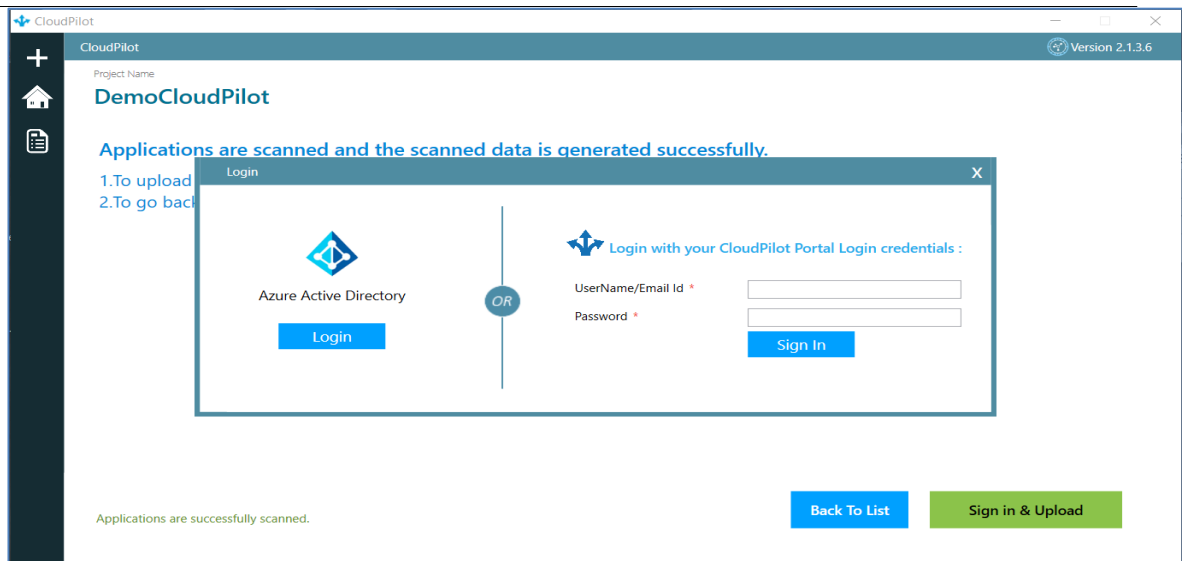 CloudPilot
CloudPilot
Version 2.1.3.6
Project Name
DemoCloudPilot
Applications are scanned and the scanned data is generated successfully.
1.To upload
2.To go back
Login
X
Azure Active Directory
Login
OR
Login with your CloudPilot Portal Login credentials :
UserName/Email Id *
Password *
Sign In
Applications are successfully scanned.
Back To List
Sign in & Upload